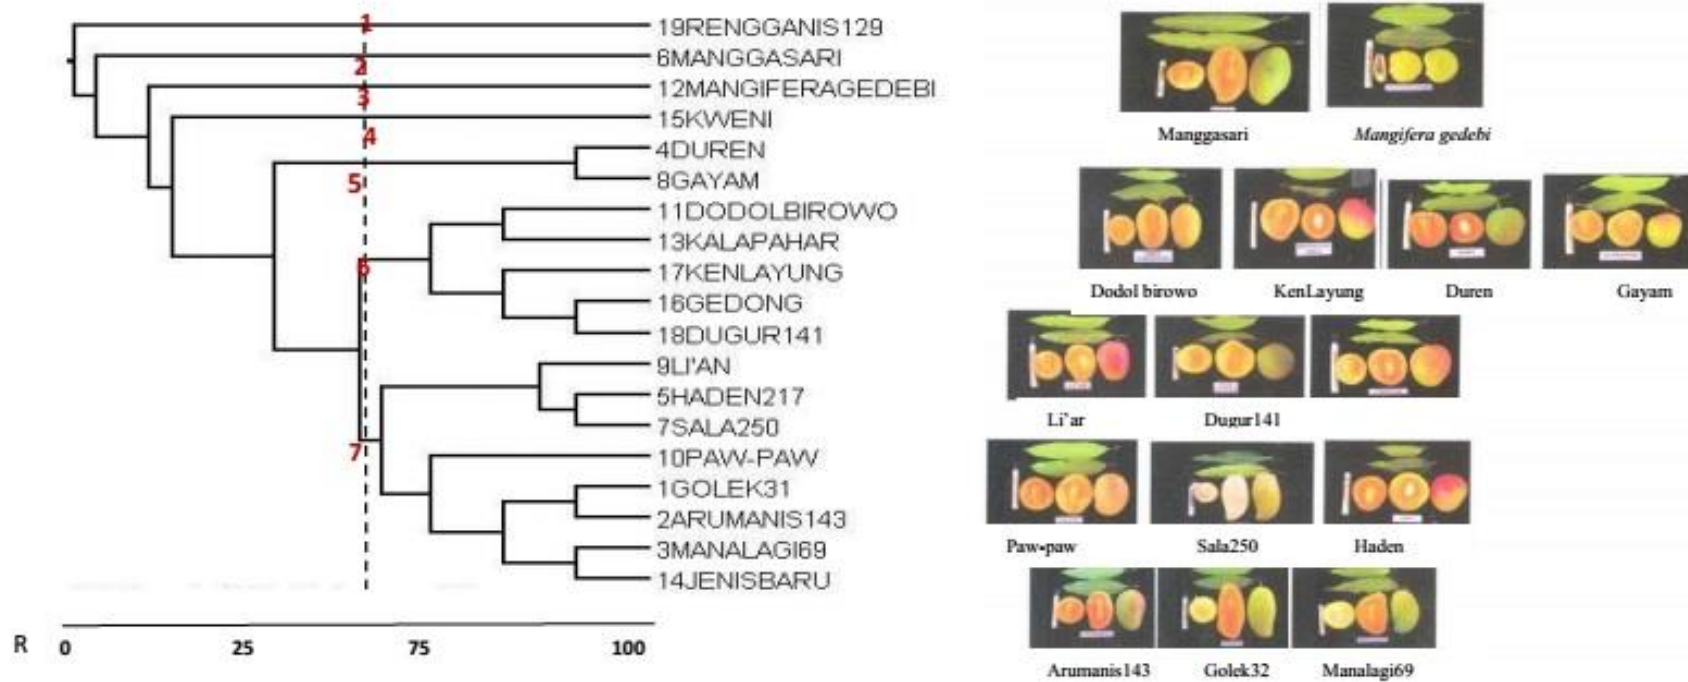 1
19RENGGANIS129
2
6MANGGASARI
3
12MANGIFERAGEDEBI
15KWENI
4
4DUREN
5
8GAYAM
11DODOLBIROWO
13KALAPAHAR
6
17KENLAYUNG
16GEDONG
18DUGUR141
9LI'AN
5HADEN217
7SALA250
7
10PAW-PAW
1GOLEK31
2ARUMANIS143
3MANALAGI69
14JENISBARU
R 0 25 75 100
Manggasari Mangifera gedebi
Dodol birowo KenLayung Duren Gayam
Li'ar Dugur141
Paw-paw Sala250 Haden
Arumanis143 Golek32 Manalagi69